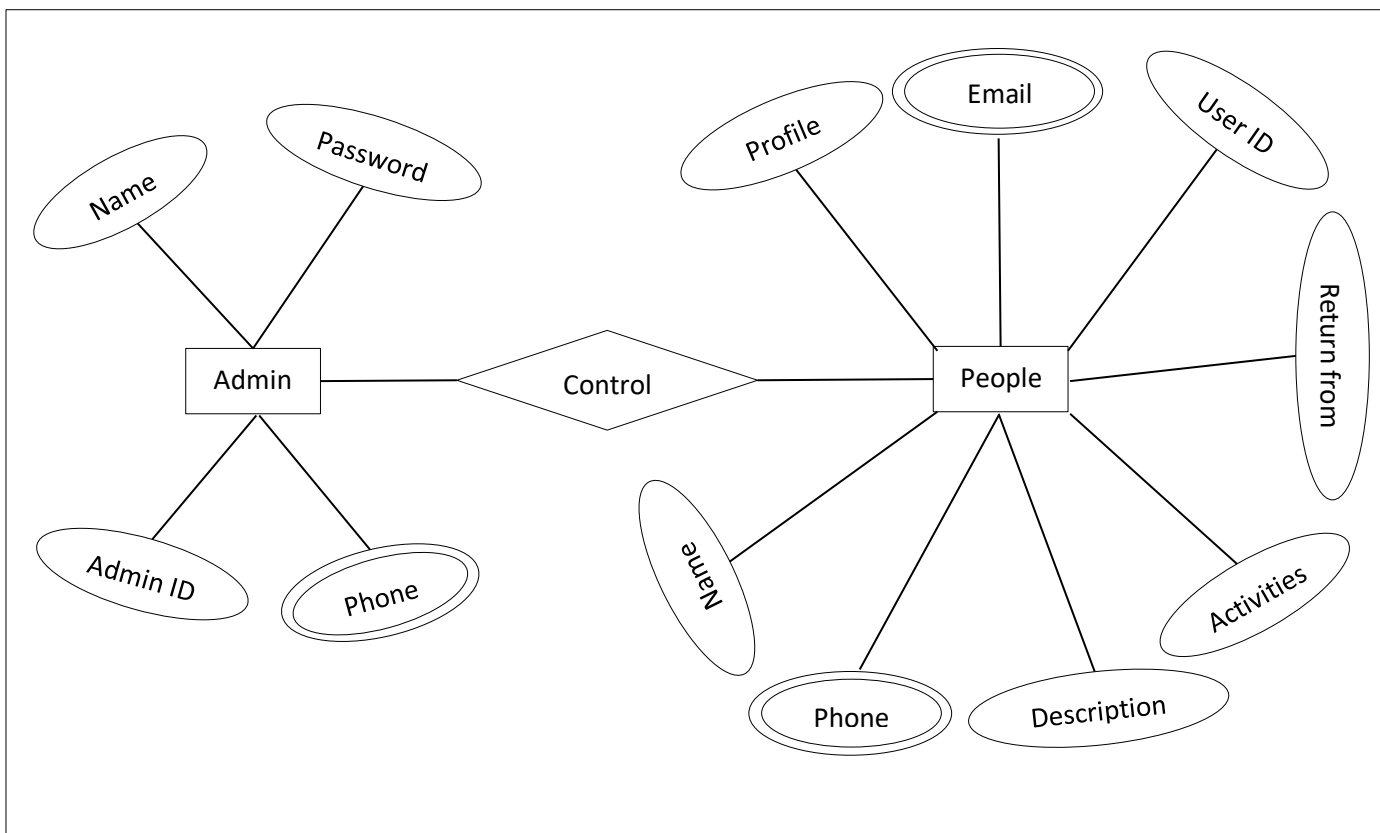 Email
User ID
Profile
Password
Name
Return from
Admin
Control
People
Name
Activities
Admin ID
Phone
Phone
Description